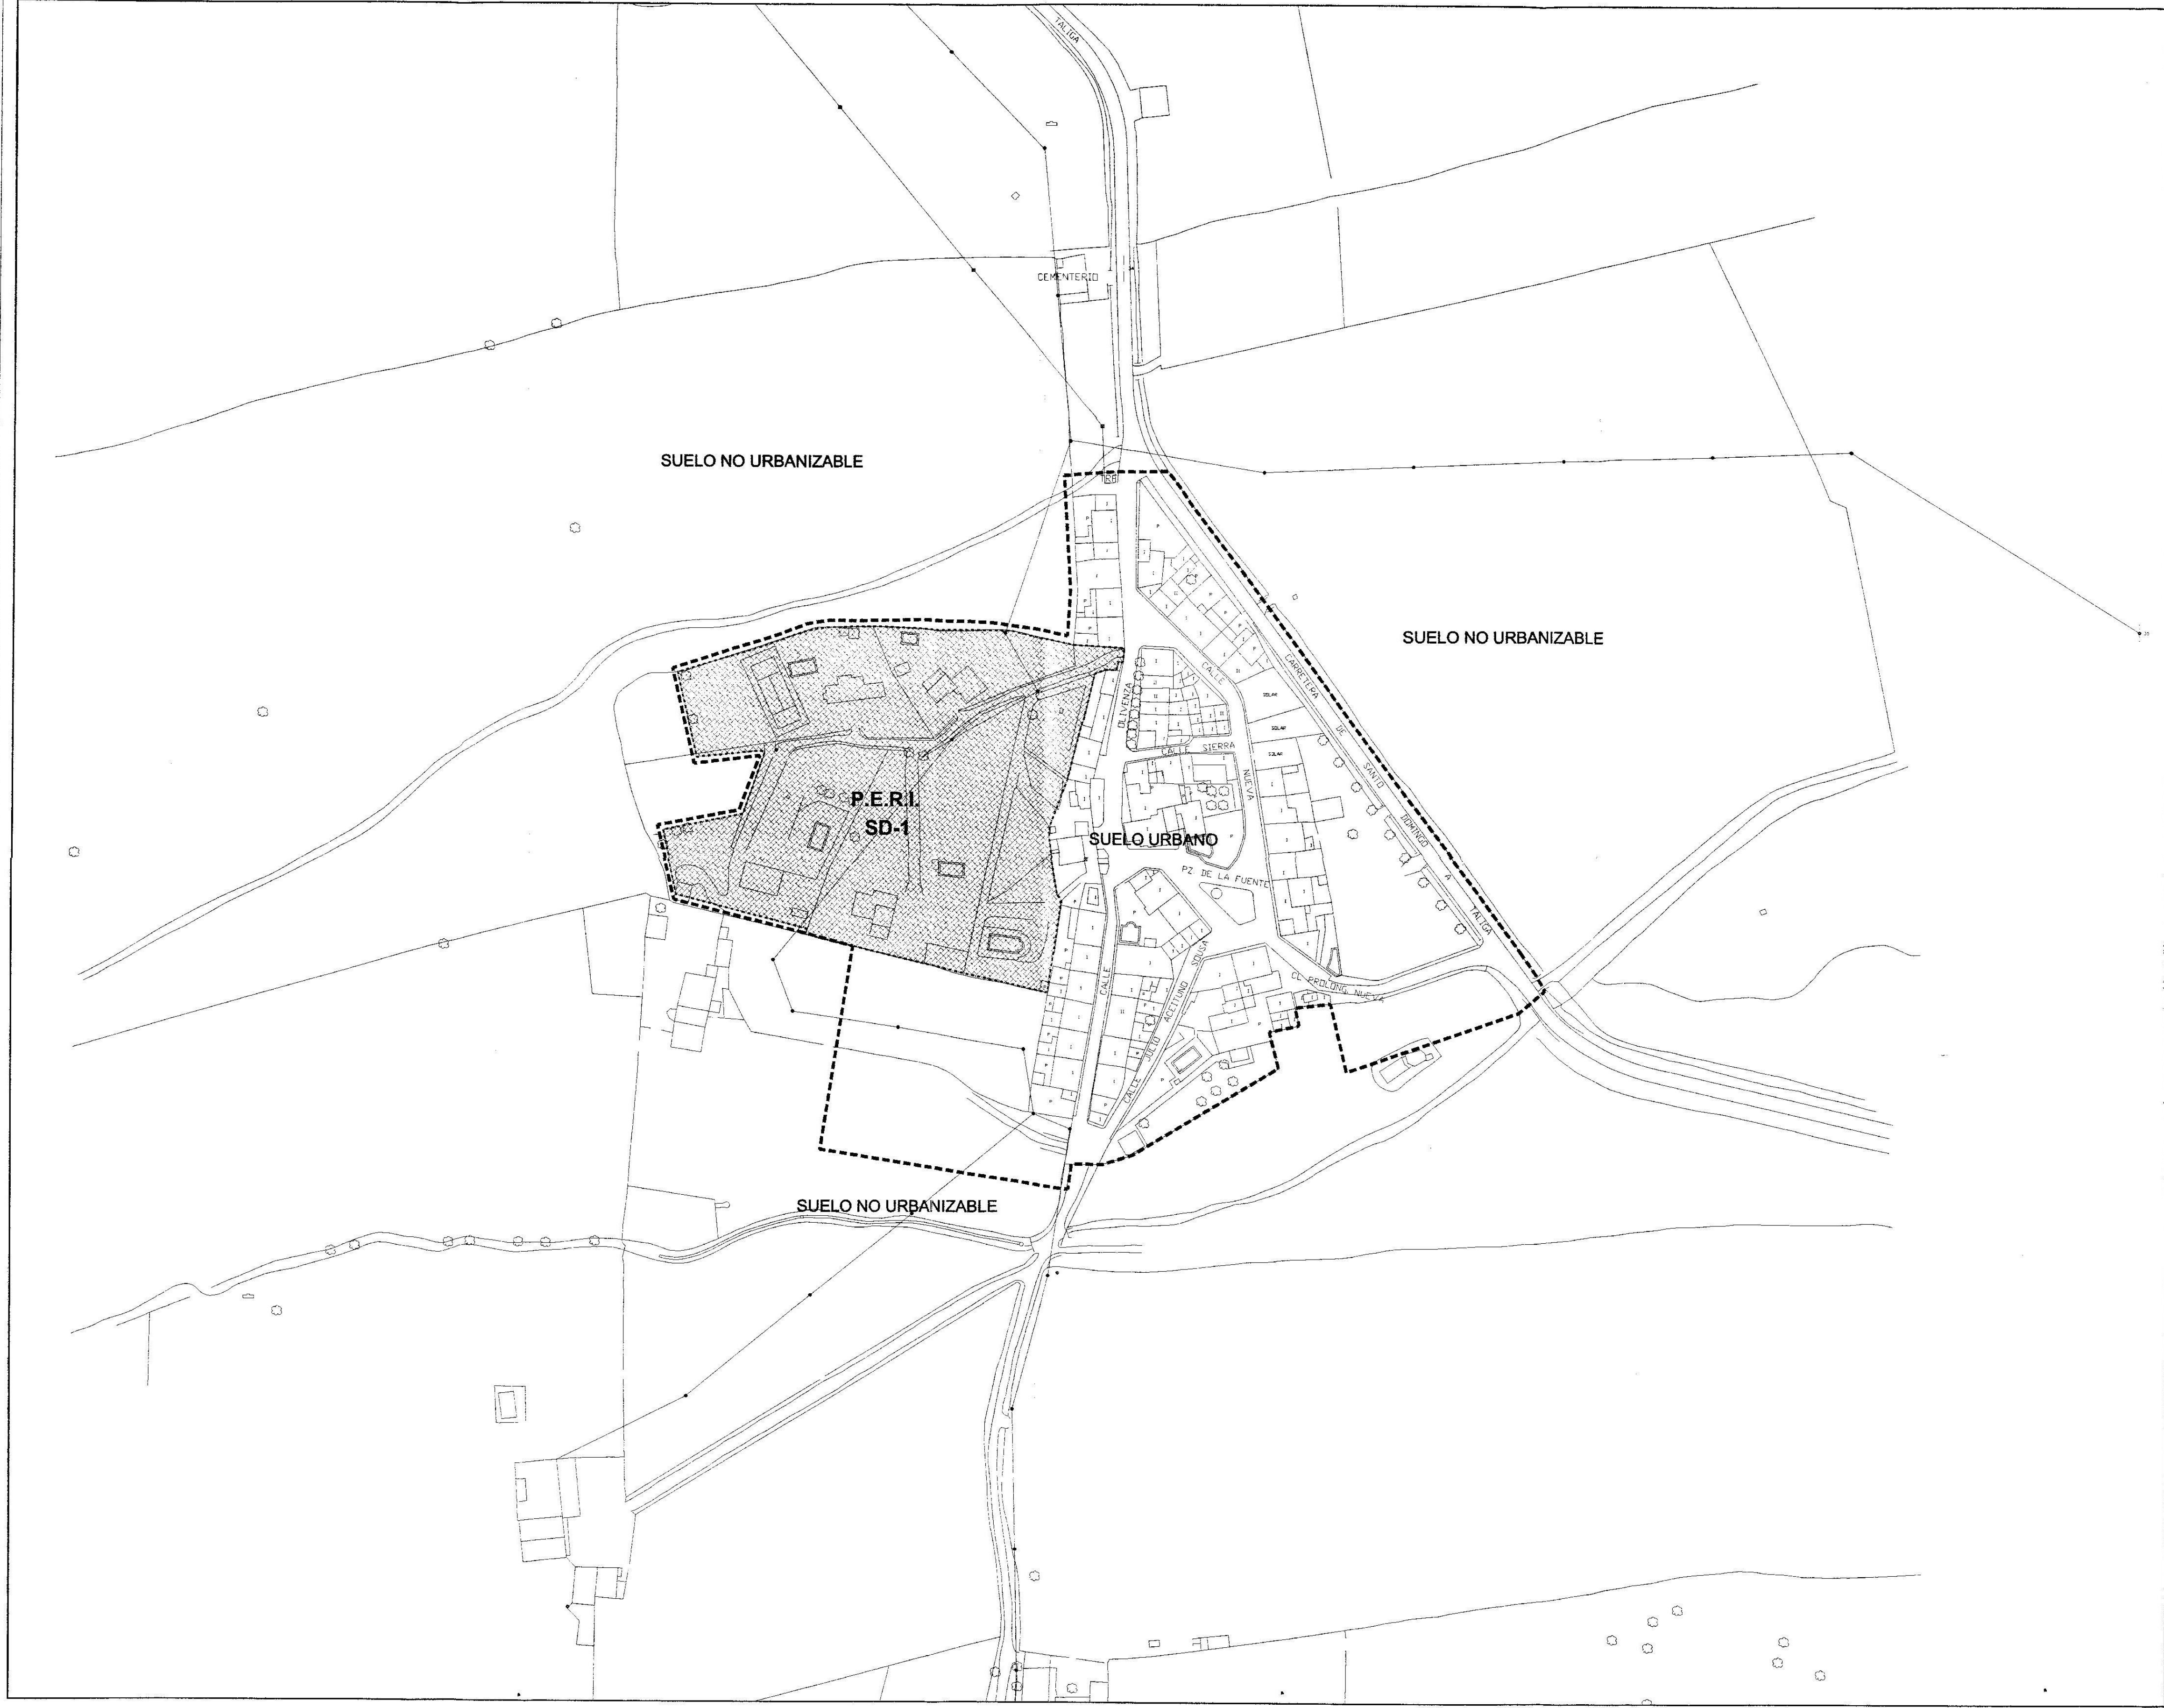 TALIGA
CEMENTERIO
SUELO NO URBANIZABLE
SUELO NO URBANIZABLE
CALLE
CARRETERA DE SANTO DOMINGO A TALIGA
OLIVENZA
SOLAR
SOLAR
SOLAR
CALLE SIERRA
NUEVA
P.E.R.I.
SD-1
SUELO URBANO
PZ. DE LA FUENTE
CALLE
CALLE JULIO ACEITUNO SOUSA
CL PROLONG. NUEVA
SUELO NO URBANIZABLE